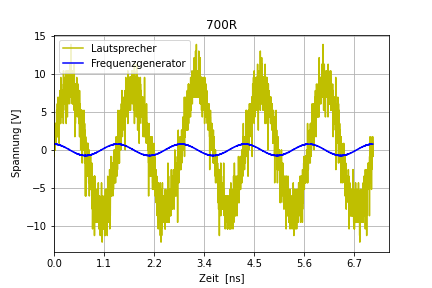 700R
Lautsprecher
Frequenzgenerator
Spannung [V]
15
10
5
0
−5
−10
0.0 1.1 2.2 3.4 4.5 5.6 6.7
Zeit [ns]